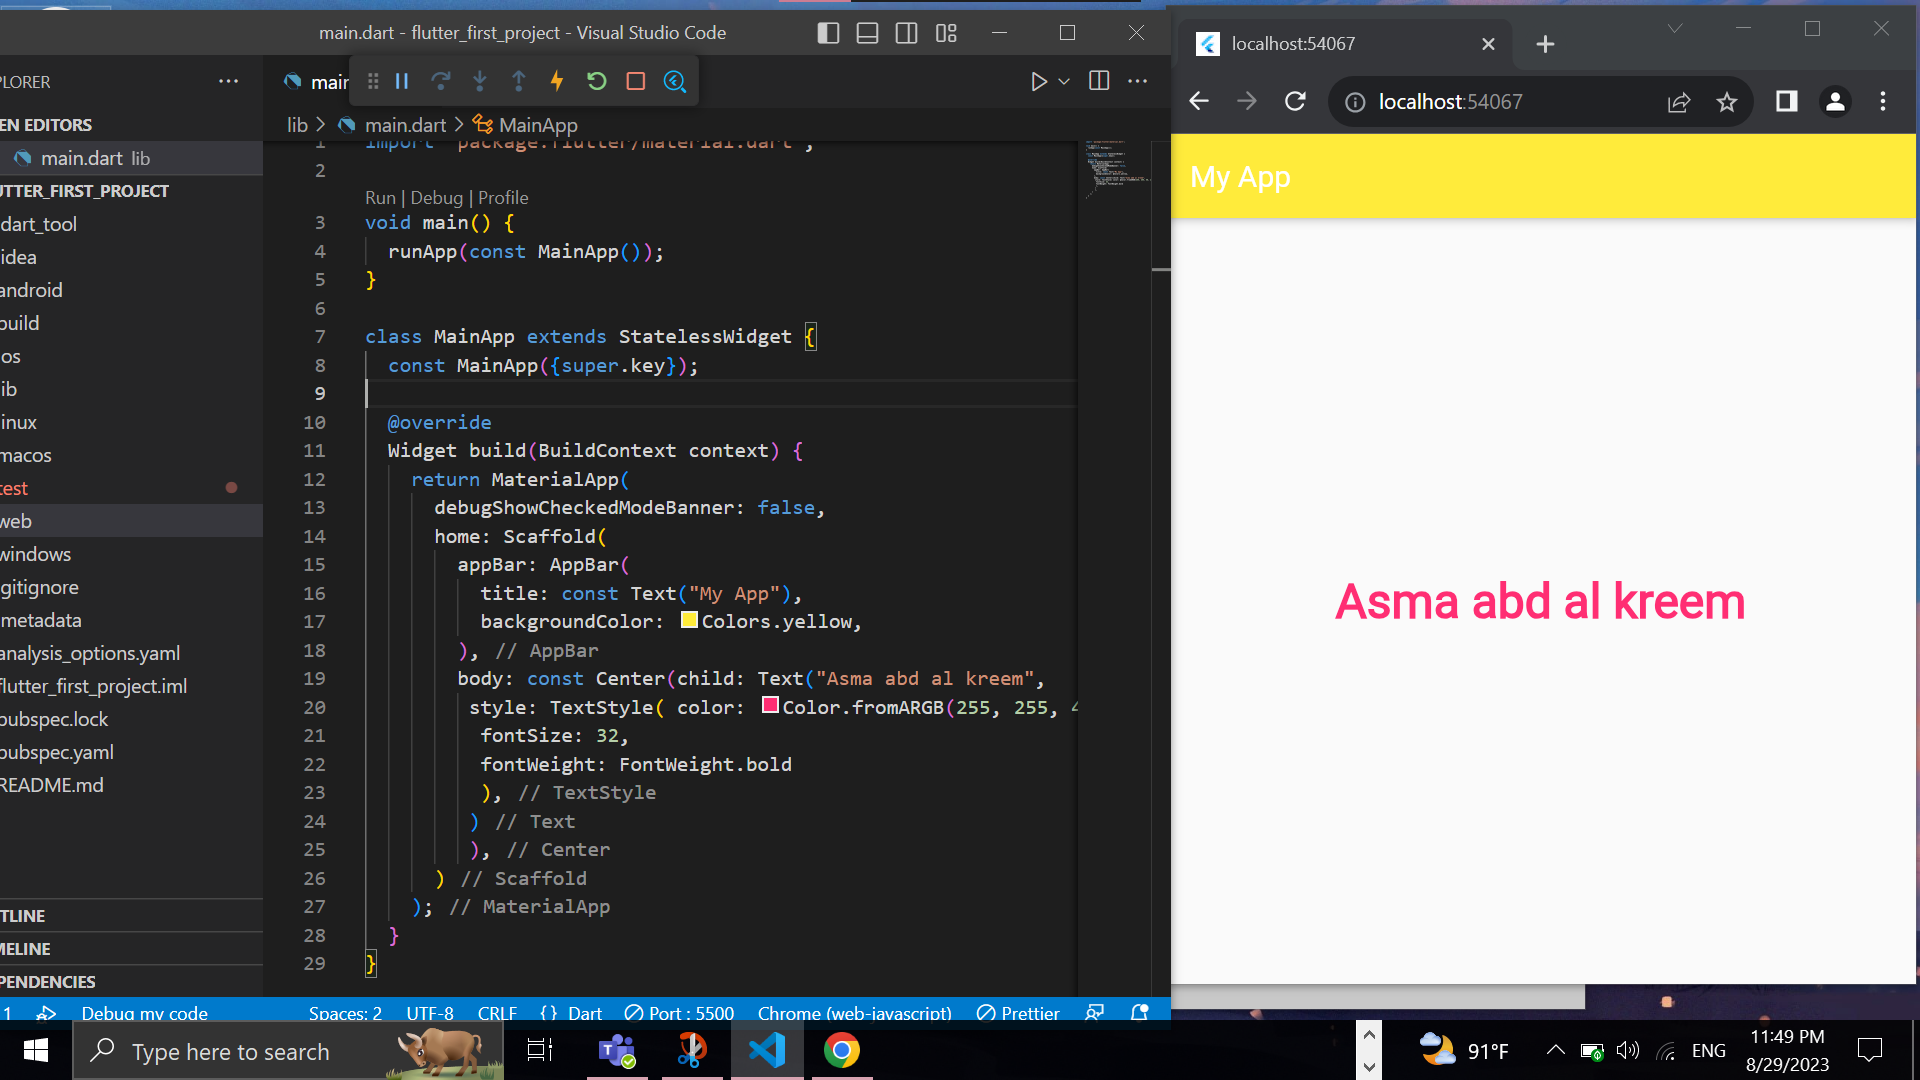 main.dart - flutter_first_project - Visual Studio Code
PLORER
EN EDITORS
main.dart lib
UTTER_FIRST_PROJECT
dart_tool
idea
android
build
os
ib
inux
macos
test
web
windows
gitignore
metadata
analysis_options.yaml
flutter_first_project.iml
pubspec.lock
pubspec.yaml
README.md
TLINE
MELINE
PENDENCIES
main
lib > main.dart > MainApp
1 import 'package:flutter/material.dart';
2
Run | Debug | Profile
3 void main() {
4 runApp(const MainApp());
5 }
6
7 class MainApp extends StatelessWidget {
8 const MainApp({super.key});
9
10 @override
11 Widget build(BuildContext context) {
12 return MaterialApp(
13 debugShowCheckedModeBanner: false,
14 home: Scaffold(
15 appBar: AppBar(
16 title: const Text("My App"),
17 backgroundColor: Colors.yellow,
18 ), // AppBar
19 body: const Center(child: Text("Asma abd al kreem",
20 style: TextStyle( color: Color.fromARGB(255, 255, 4
21 fontSize: 32,
22 fontWeight: FontWeight.bold
23 ), // TextStyle
24 ) // Text
25 ), // Center
26 ) // Scaffold
27 ); // MaterialApp
28 }
29 }
1 Debug my code Spaces: 2 UTF-8 CRLF {} Dart Port : 5500 Chrome (web-javascript) Prettier
localhost:54067
localhost:54067
My App
Asma abd al kreem
Type here to search
91°F
ENG
11:49 PM
8/29/2023